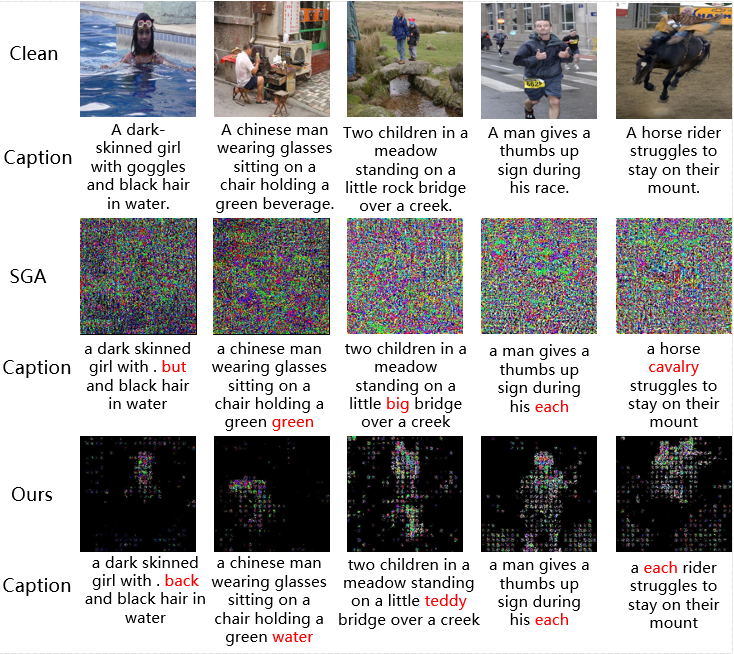 Clean
Caption
A dark-
skinned girl
with goggles
and black hair
in water.
A chinese man
wearing glasses
sitting on a
chair holding a
green beverage.
Two children in a
meadow
standing on a
little rock bridge
over a creek.
A man gives a
thumbs up
sign during
his race.
A horse rider
struggles to
stay on their
mount.
SGA
Caption
a dark skinned
girl with . but
and black hair
in water
a chinese man
wearing glasses
sitting on a
chair holding a
green green
two children in a
meadow
standing on a
little big bridge
over a creek
a man gives a
thumbs up
sign during
his each
a horse
cavalry
struggles to
stay on their
mount
Ours
Caption
a dark skinned
girl with . back
and black hair in
water
a chinese man
wearing glasses
sitting on a
chair holding a
green water
two children in a
meadow standing
on a little teddy
bridge over a creek
a man gives a
thumbs up
sign during
his each
a each rider
struggles to
stay on their
mount